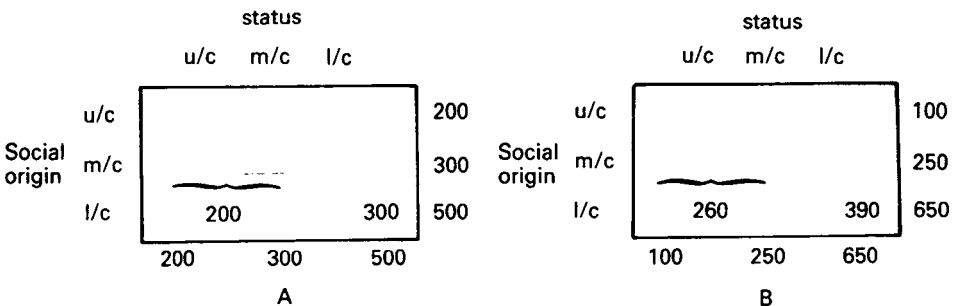 status
u/c m/c l/c
u/c 200
Social origin m/c 300
l/c 200 300 500
200 300 500
A
status
u/c m/c l/c
u/c 100
Social origin m/c 250
l/c 260 390 650
100 250 650
B